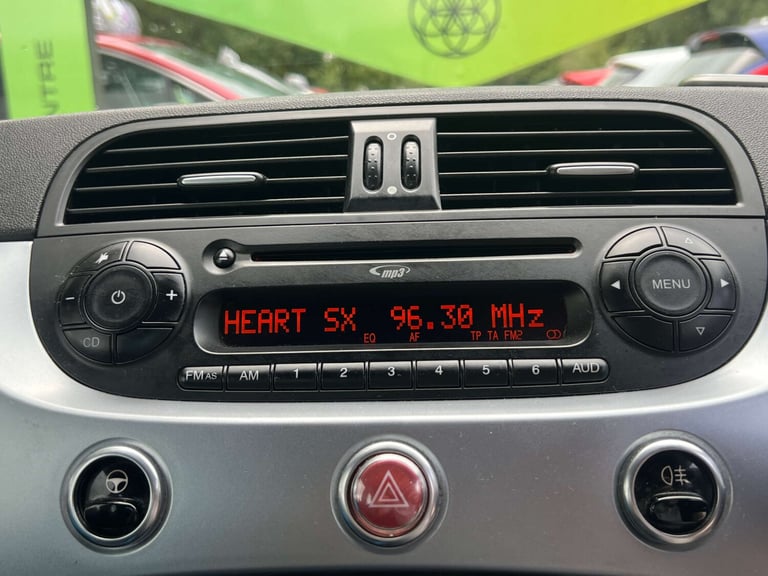 NTRE
mp3
MENU
HEART SX 96.30 MHz
EQ AF TP TA FM2
CD
FM AS AM 1 2 3 4 5 6 AUD